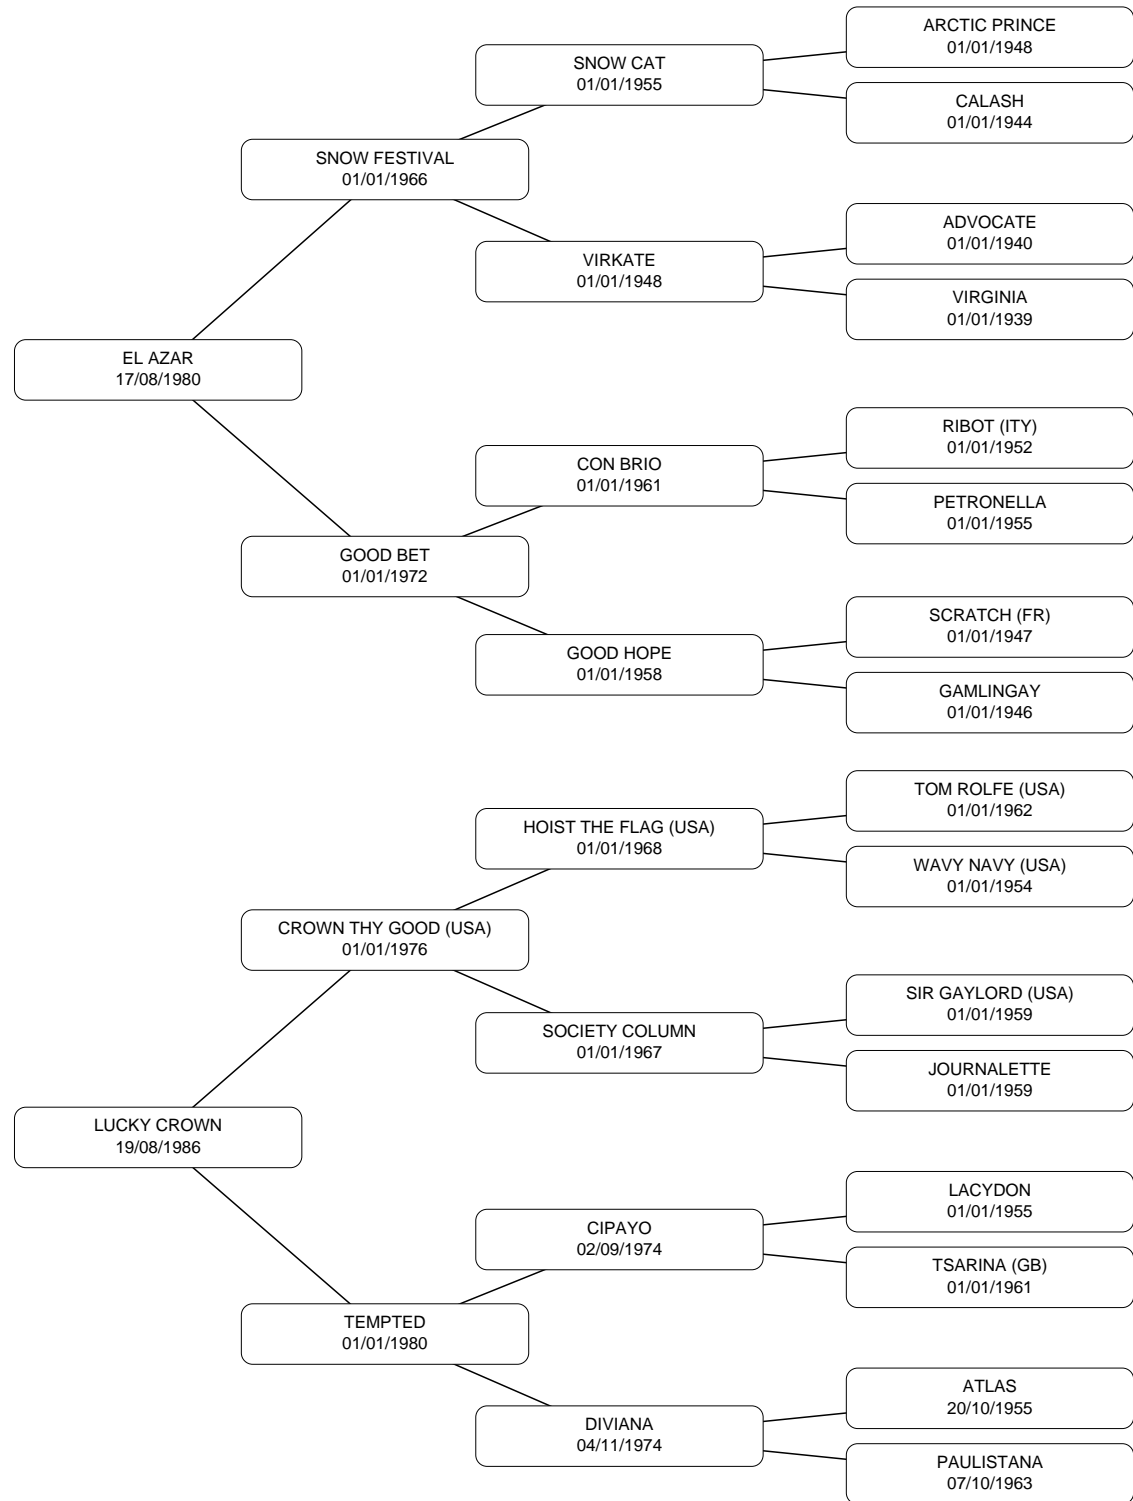 ARCTIC PRINCE
01/01/1948
SNOW CAT
01/01/1955
CALASH
01/01/1944
SNOW FESTIVAL
01/01/1966
ADVOCATE
01/01/1940
VIRKATE
01/01/1948
VIRGINIA
01/01/1939
EL AZAR
17/08/1980
RIBOT (ITY)
01/01/1952
CON BRIO
01/01/1961
PETRONELLA
01/01/1955
GOOD BET
01/01/1972
SCRATCH (FR)
01/01/1947
GOOD HOPE
01/01/1958
GAMLINGAY
01/01/1946
TOM ROLFE (USA)
01/01/1962
HOIST THE FLAG (USA)
01/01/1968
WAVY NAVY (USA)
01/01/1954
CROWN THY GOOD (USA)
01/01/1976
SIR GAYLORD (USA)
01/01/1959
SOCIETY COLUMN
01/01/1967
JOURNALETTE
01/01/1959
LUCKY CROWN
19/08/1986
LACYDON
01/01/1955
CIPAYO
02/09/1974
TSARINA (GB)
01/01/1961
TEMPTED
01/01/1980
ATLAS
20/10/1955
DIVIANA
04/11/1974
PAULISTANA
07/10/1963